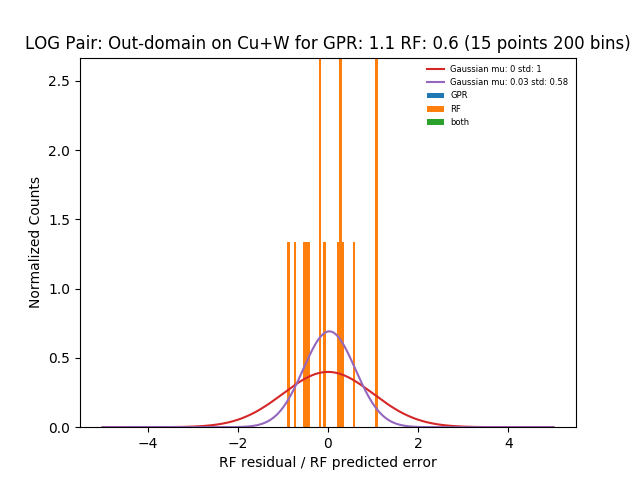 LOG Pair: Out-domain on Cu+W for GPR: 1.1 RF: 0.6 (15 points 200 bins)
Gaussian mu: 0 std: 1
Gaussian mu: 0.03 std: 0.58
GPR
RF
both
Normalized Counts
2.5
2.0
1.5
1.0
0.5
0.0
−4 −2 0 2 4
RF residual / RF predicted error